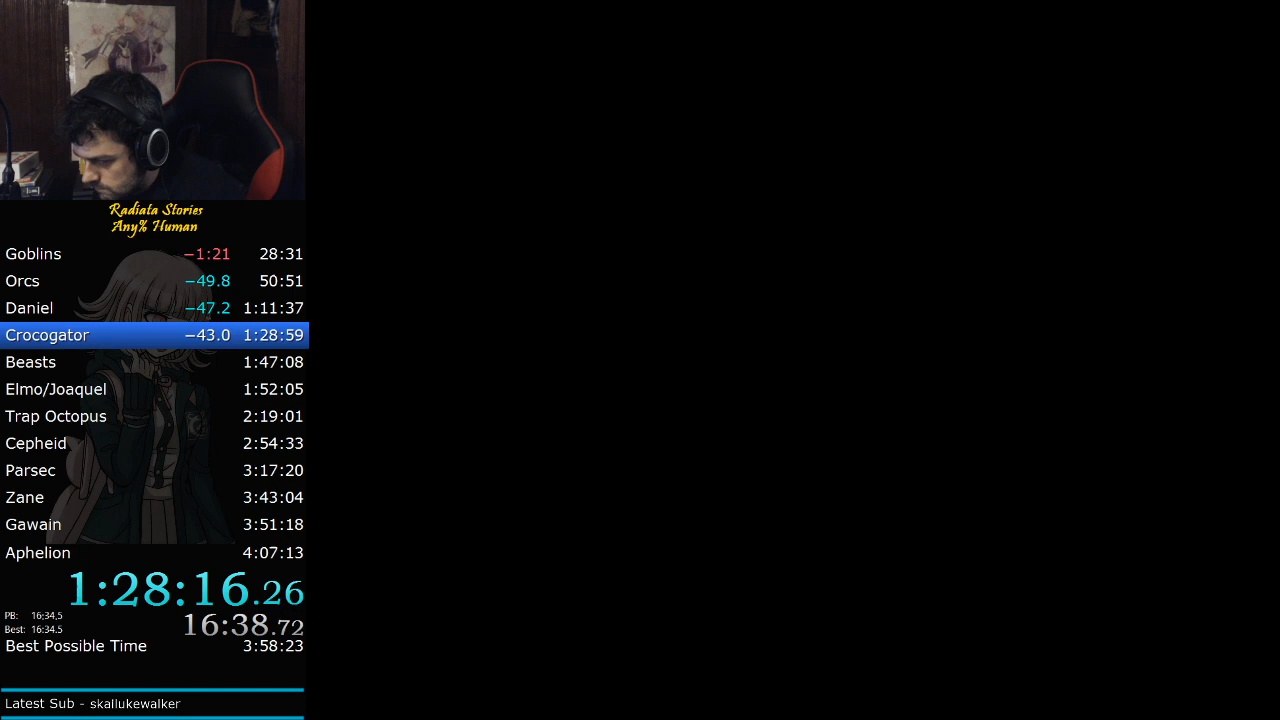 Radiata Stories
Any% Human
Goblins −1:21 28:31
Orcs −49.8 50:51
Daniel −47.2 1:11:37
Crocogator −43.0 1:28:59
Beasts 1:47:08
Elmo/Joaquel 1:52:05
Trap Octopus 2:19:01
Cepheid 2:54:33
Parsec 3:17:20
Zane 3:43:04
Gawain 3:51:18
Aphelion 4:07:13
1:28:16.26
PB: 16:34,5
Best: 16:34.5
16:38.72
Best Possible Time 3:58:23
Latest Sub - skallukewalker